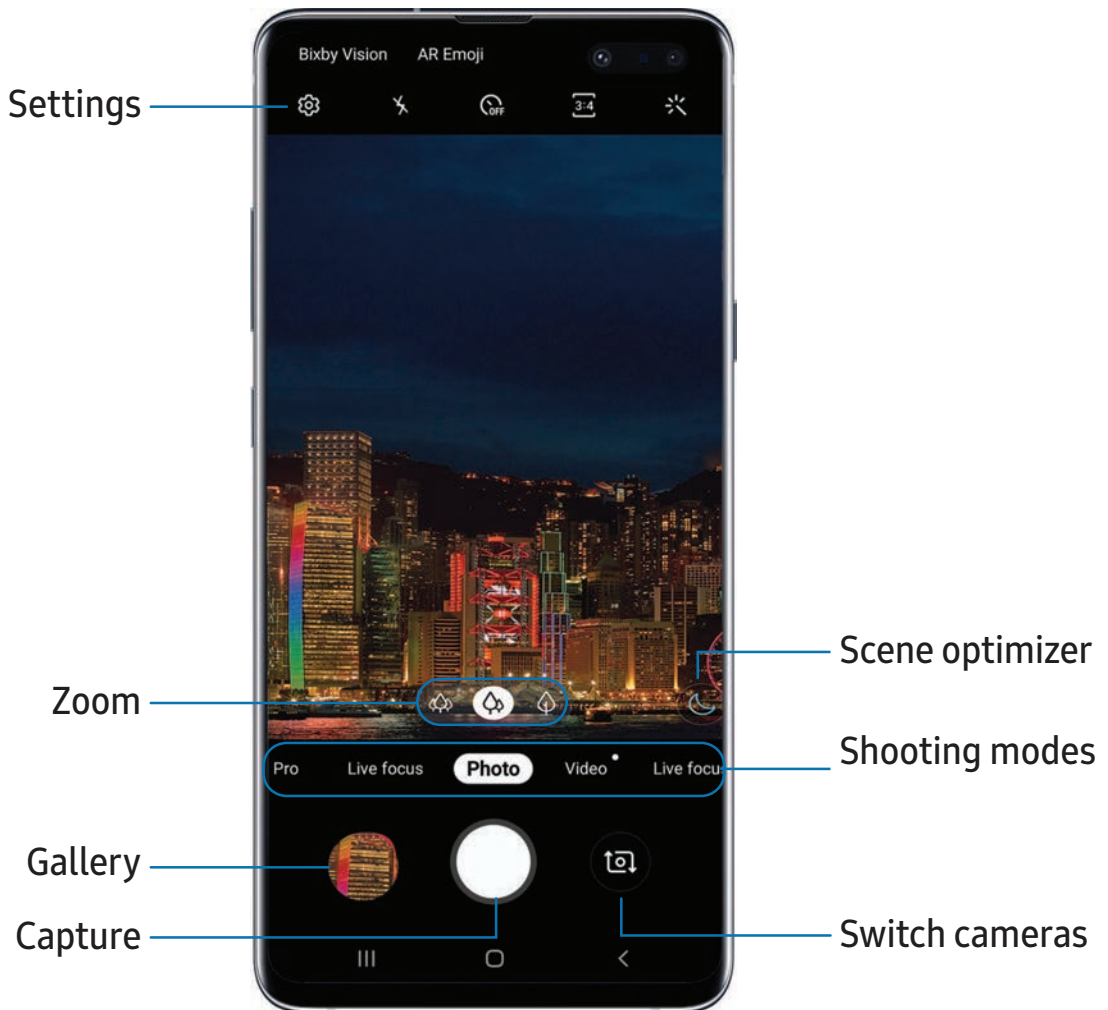 Bixby Vision AR Emoji
Settings
OFF
3:4
Scene optimizer
Zoom
Shooting modes
Pro Live focus Photo Video Live focu
Gallery
Capture
Switch cameras